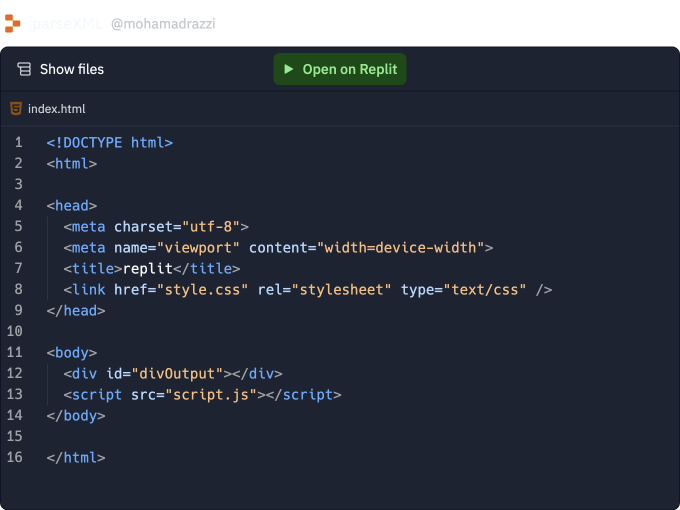 parseXML @mohamadrazzi
Show files
Open on Replit
index.html
1 <!DOCTYPE html>
2 <html>
3
4 <head>
5   <meta charset="utf-8">
6   <meta name="viewport" content="width=device-width">
7   <title>replit</title>
8   <link href="style.css" rel="stylesheet" type="text/css" />
9 </head>
10
11 <body>
12   <div id="divOutput"></div>
13   <script src="script.js"></script>
14 </body>
15
16 </html>